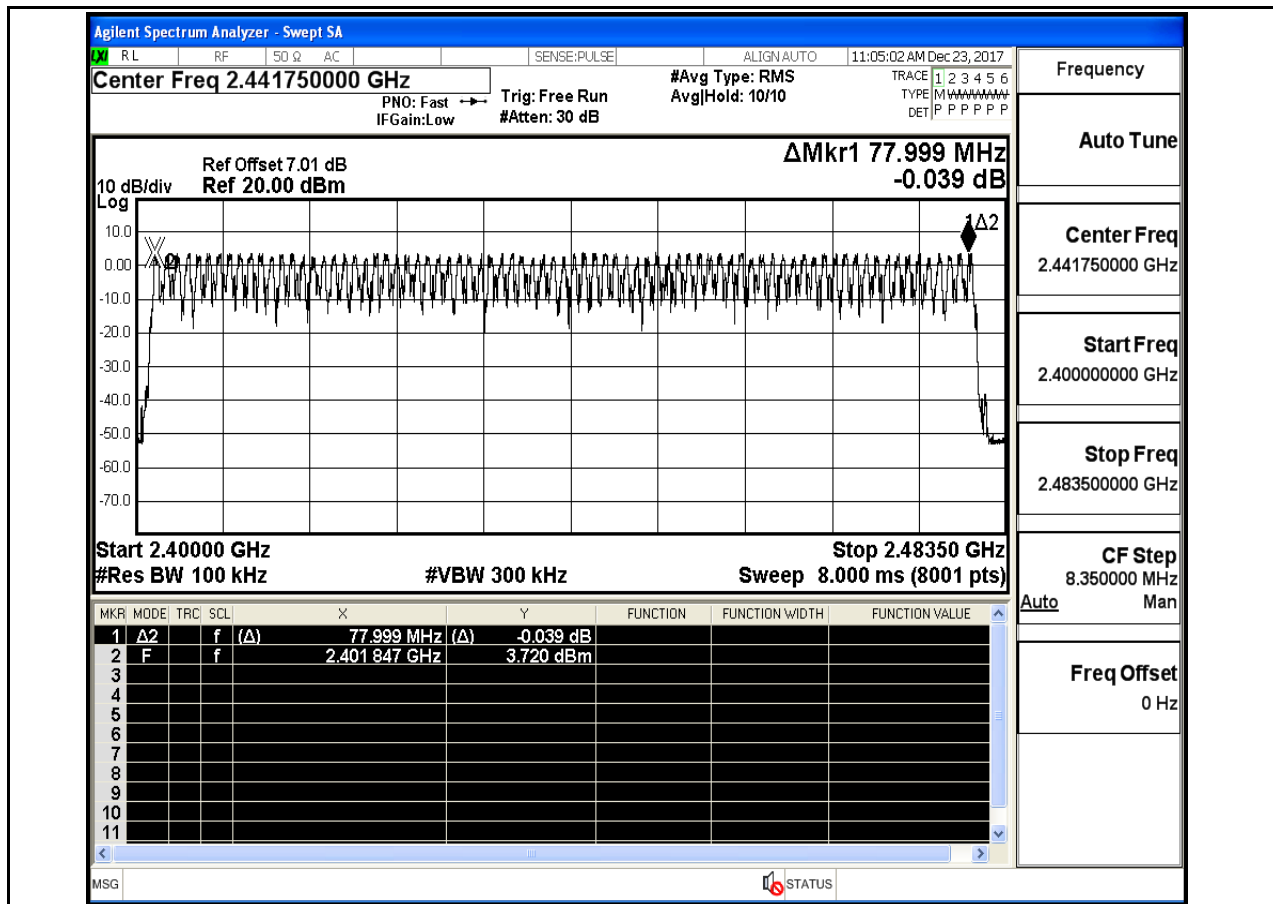 Agilent Spectrum Analyzer - Swept SA
LXI RL RF 50 Ω AC SENSE:PULSE ALIGN AUTO 11:05:02 AM Dec 23, 2017
Center Freq 2.441750000 GHz
PNO: Fast
IFGain:Low
Trig: Free Run
#Atten: 30 dB
#Avg Type: RMS
Avg|Hold: 10/10
TRACE 1 2 3 4 5 6
TYPE M WWWWW
DET P P P P P P
ΔMkr1 77.999 MHz
-0.039 dB
Ref Offset 7.01 dB
10 dB/div Ref 20.00 dBm
Log
10.0
0.00
-10.0
-20.0
-30.0
-40.0
-50.0
-60.0
-70.0
1Δ2
X2
Start 2.40000 GHz Stop 2.48350 GHz
#Res BW 100 kHz #VBW 300 kHz Sweep 8.000 ms (8001 pts)
MKR MODE TRC SCL X Y FUNCTION FUNCTION WIDTH FUNCTION VALUE
1 Δ2 f (Δ) 77.999 MHz (Δ) -0.039 dB
2 F f 2.401 847 GHz 3.720 dBm
3
4
5
6
7
8
9
10
11
MSG STATUS
Frequency
Auto Tune
Center Freq
2.441750000 GHz
Start Freq
2.400000000 GHz
Stop Freq
2.483500000 GHz
CF Step
8.350000 MHz
Auto Man
Freq Offset
0 Hz